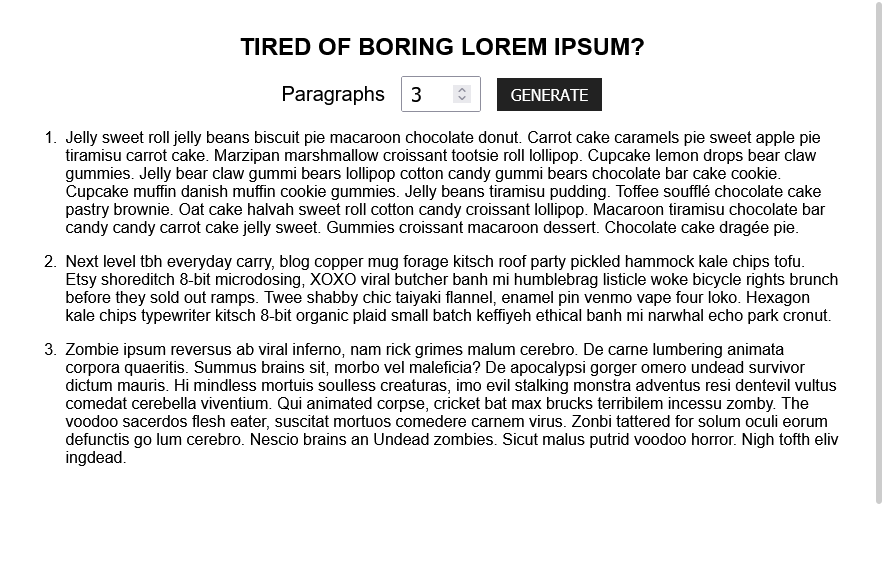 TIRED OF BORING LOREM IPSUM?
Paragraphs 3 GENERATE
1. Jelly sweet roll jelly beans biscuit pie macaroon chocolate donut. Carrot cake caramels pie sweet apple pie
tiramisu carrot cake. Marzipan marshmallow croissant tootsie roll lollipop. Cupcake lemon drops bear claw
gummies. Jelly bear claw gummi bears lollipop cotton candy gummi bears chocolate bar cake cookie.
Cupcake muffin danish muffin cookie gummies. Jelly beans tiramisu pudding. Toffee soufflé chocolate cake
pastry brownie. Oat cake halvah sweet roll cotton candy croissant lollipop. Macaroon tiramisu chocolate bar
candy candy carrot cake jelly sweet. Gummies croissant macaroon dessert. Chocolate cake dragée pie.
2. Next level tbh everyday carry, blog copper mug forage kitsch roof party pickled hammock kale chips tofu.
Etsy shoreditch 8-bit microdosing, XOXO viral butcher banh mi humblebrag listicle woke bicycle rights brunch
before they sold out ramps. Twee shabby chic taiyaki flannel, enamel pin venmo vape four loko. Hexagon
kale chips typewriter kitsch 8-bit organic plaid small batch keffiyeh ethical banh mi narwhal echo park cronut.
3. Zombie ipsum reversus ab viral inferno, nam rick grimes malum cerebro. De carne lumbering animata
corpora quaeritis. Summus brains sit, morbo vel maleficia? De apocalypsi gorger omero undead survivor
dictum mauris. Hi mindless mortuis soulless creaturas, imo evil stalking monstra adventus resi dentevil vultus
comedat cerebella viventium. Qui animated corpse, cricket bat max brucks terribilem incessu zomby. The
voodoo sacerdos flesh eater, suscitat mortuos comedere carnem virus. Zonbi tattered for solum oculi eorum
defunctis go lum cerebro. Nescio brains an Undead zombies. Sicut malus putrid voodoo horror. Nigh tofth eliv
ingdead.